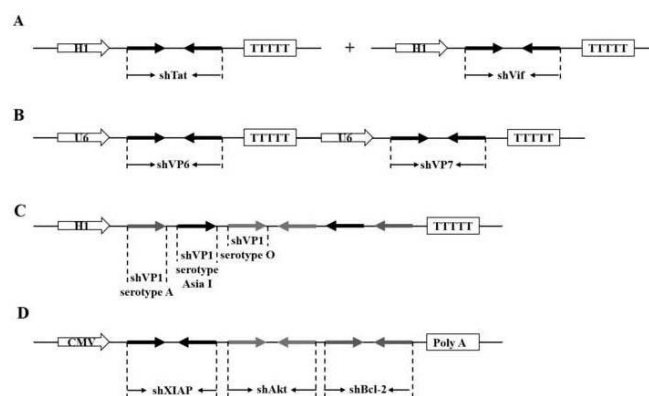 A
H1 TTTTT + H1 TTTTT
shTat shVif
B
U6 TTTTT U6 TTTTT
shVP6 shVP7
C
H1 TTTTT
shVP1 serotype A
shVP1 serotype Asia I
shVP1 serotype O
D
CMV Poly A
shXIAP shAkt shBcl-2